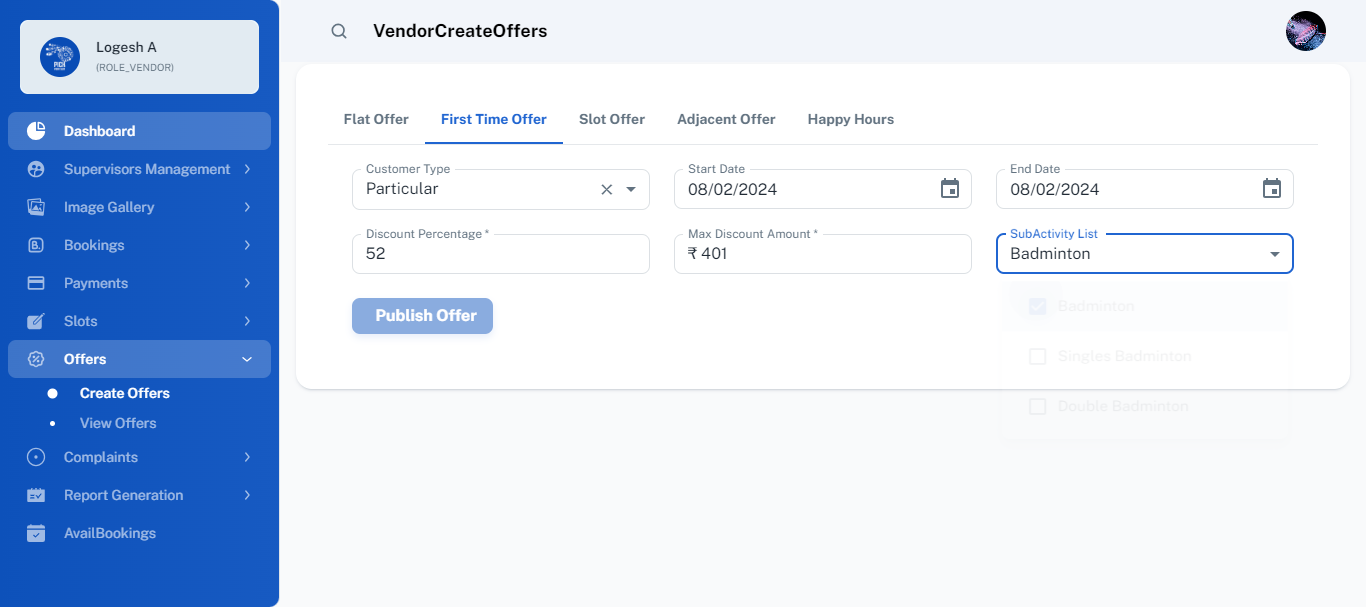 Logesh A
(ROLE_VENDOR)
Dashboard
Supervisors Management
Image Gallery
Bookings
Payments
Slots
Offers
Create Offers
View Offers
Complaints
Report Generation
AvailBookings
VendorCreateOffers
Flat Offer First Time Offer Slot Offer Adjacent Offer Happy Hours
Customer Type Start Date End Date
Particular 08/02/2024 08/02/2024
Discount Percentage * Max Discount Amount * SubActivity List
52 ₹ 401 Badminton
Publish Offer
Badminton
Singles Badminton
Double Badminton